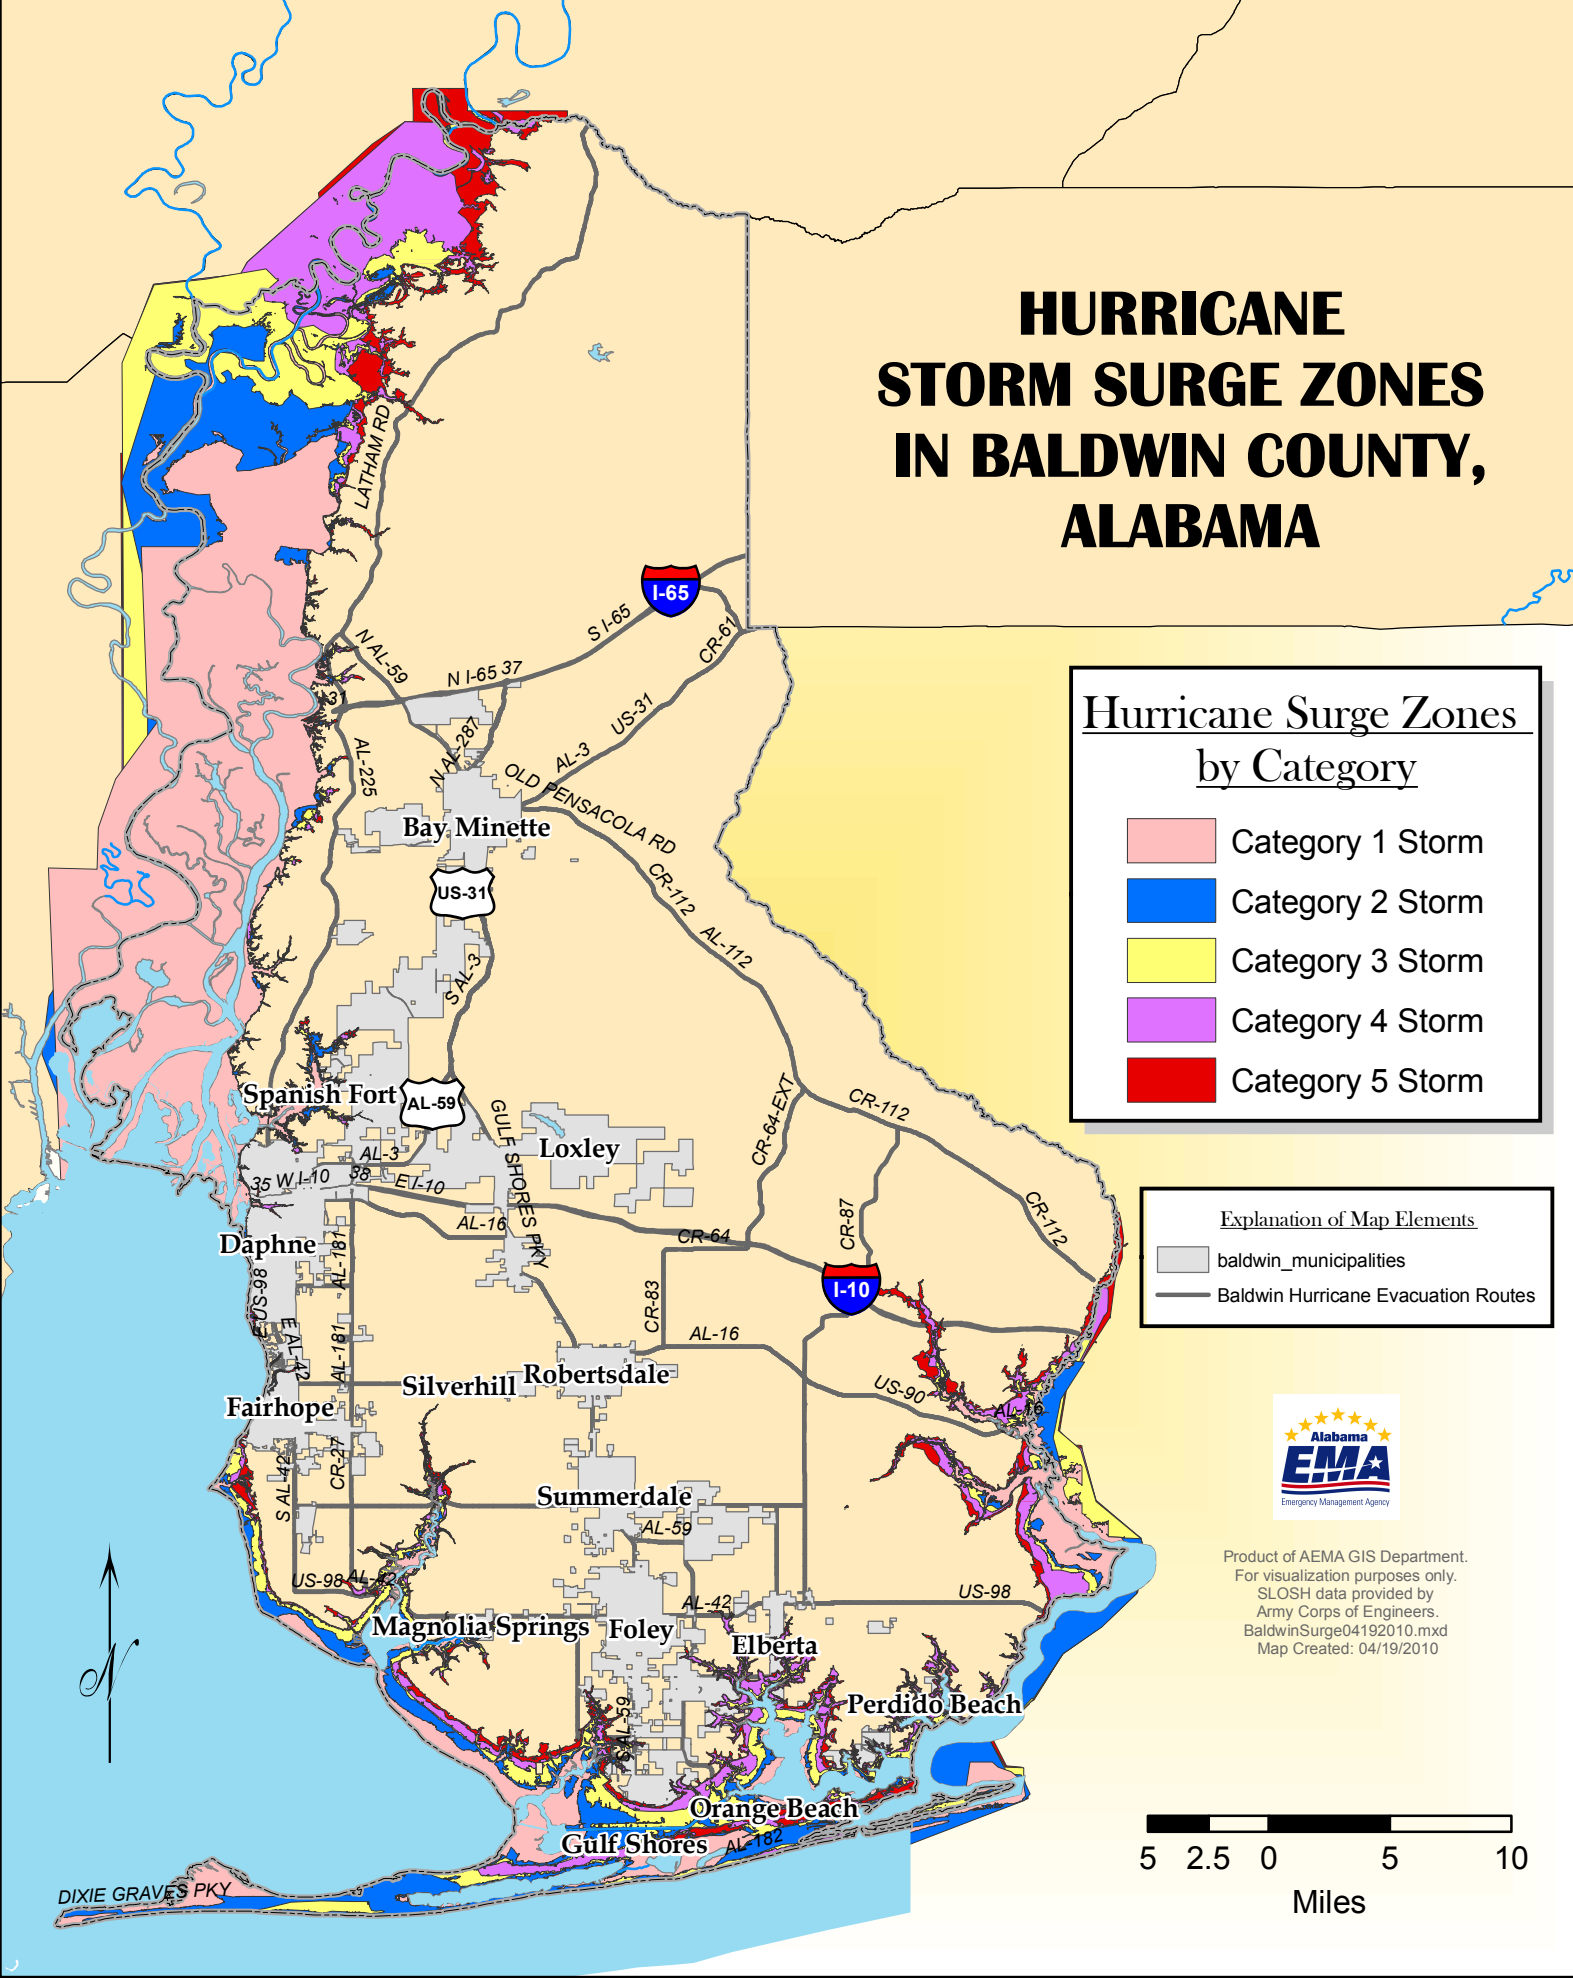 HURRICANE
STORM SURGE ZONES
IN BALDWIN COUNTY,
ALABAMA
LATHAM RD
I-65
S I-65
CR-61
N AL-59
N I-65 37
31
US-31
AL-225
N AL-287
AL-3
OLD PENSACOLA RD
Bay Minette
CR-112
US-31
AL-112
S AL-3
Hurricane Surge Zones
by Category
Category 1 Storm
Category 2 Storm
Category 3 Storm
Category 4 Storm
Category 5 Storm
Spanish Fort
AL-59
GULF SHORES PKY
Loxley
CR-64-EXT
CR-112
AL-3
35 W I-10
38
E I-10
AL-16
CR-64
CR-87
CR-112
Daphne
AL-181
Explanation of Map Elements
baldwin_municipalities
Baldwin Hurricane Evacuation Routes
E US-98
I-10
CR-83
AL-16
E AL-42
AL-181
Silverhill
Robertsdale
US-90
AL-16
Fairhope
CR-27
S AL-42
Summerdale
AL-59
Alabama
EMA
Emergency Management Agency
Product of AEMA GIS Department.
For visualization purposes only.
SLOSH data provided by
Army Corps of Engineers.
BaldwinSurge04192010.mxd
Map Created: 04/19/2010
US-98
AL-42
AL-42
US-98
Magnolia Springs
Foley
Elberta
Perdido Beach
S AL-59
Orange Beach
Gulf Shores
AL-182
DIXIE GRAVES PKY
N
5 2.5 0 5 10
Miles